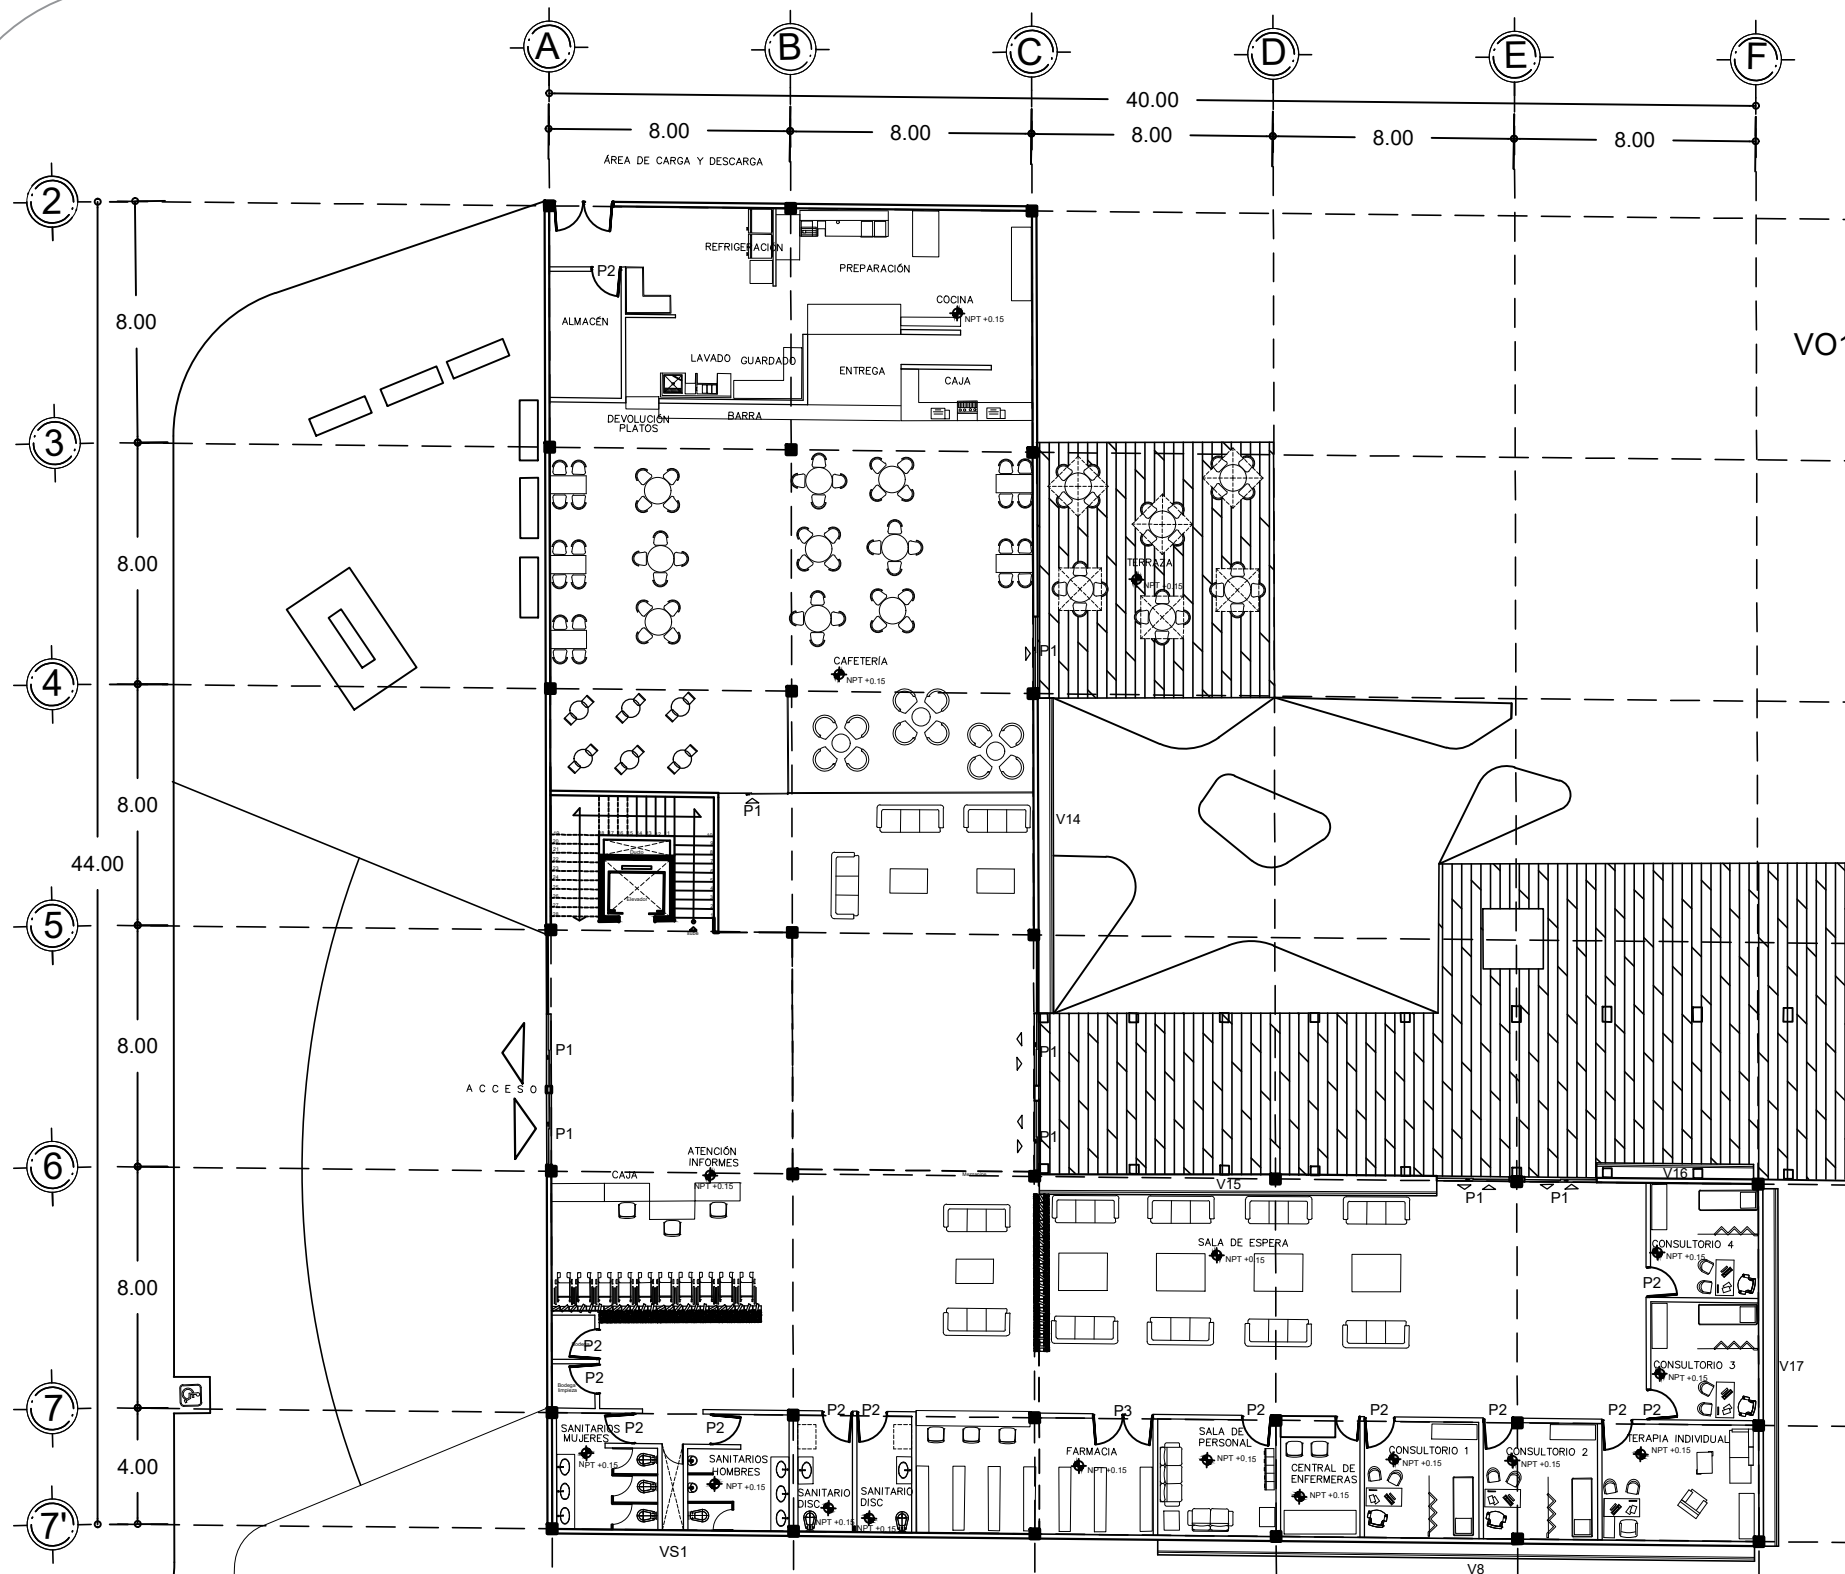 A
B
C
D
E
F
40.00
8.00
8.00
8.00
8.00
8.00
ÁREA DE CARGA Y DESCARGA
2
REFRIGERACIÓN
PREPARACIÓN
P2
COCINA
NPT +0.15
8.00
ALMACÉN
VO1
LAVADO
GUARDADO
ENTREGA
CAJA
DEVOLUCIÓN
PLATOS
BARRA
3
8.00
TERRAZA
NPT +0.15
P1
CAFETERÍA
NPT +0.15
4
8.00
P1
V14
Ducto
44.00
Elevador
5
SUBE
8.00
P1
P1
ACCESO
P1
P1
6
ATENCIÓN
INFORMES
NPT +0.15
CAJA
V15
V16
P1
P1
SALA DE ESPERA
NPT +0.15
CONSULTORIO 4
NPT +0.15
P2
8.00
P2
P2
Bodega
limpieza
CONSULTORIO 3
NPT +0.15
V17
7
P2
P2
P2
P2
P3
P2
P2
P2
P2
P2
SANITARIOS
MUJERES
NPT +0.15
SANITARIOS
HOMBRES
NPT +0.15
SANITARIO
DISC
NPT +0.15
SANITARIO
DISC
NPT +0.15
FARMACIA
NPT +0.15
SALA DE
PERSONAL
NPT +0.15
CENTRAL DE
ENFERMERAS
NPT +0.15
CONSULTORIO 1
NPT +0.15
CONSULTORIO 2
NPT +0.15
TERAPIA INDIVIDUAL
NPT +0.15
4.00
7'
VS1
V8